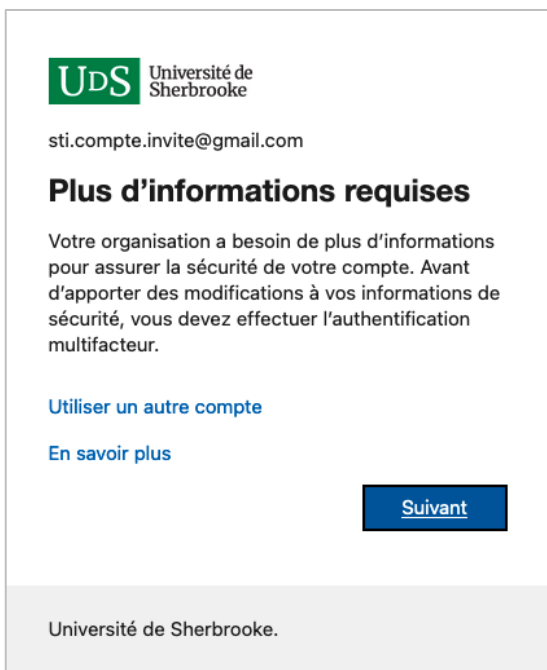 UDS Université de
Sherbrooke
sti.compte.invite@gmail.com
Plus d’informations requises
Votre organisation a besoin de plus d’informations
pour assurer la sécurité de votre compte. Avant
d’apporter des modifications à vos informations de
sécurité, vous devez effectuer l’authentification
multifacteur.
Utiliser un autre compte
En savoir plus
Suivant
Université de Sherbrooke.